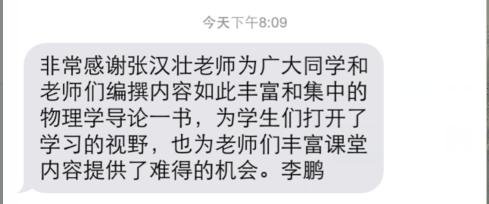 今天下午8:09
非常感谢张汉壮老师为广大同学和
老师们编撰内容如此丰富和集中的
物理学导论一书，为学生们打开了
学习的视野，也为老师们丰富课堂
内容提供了难得的机会。李鹏